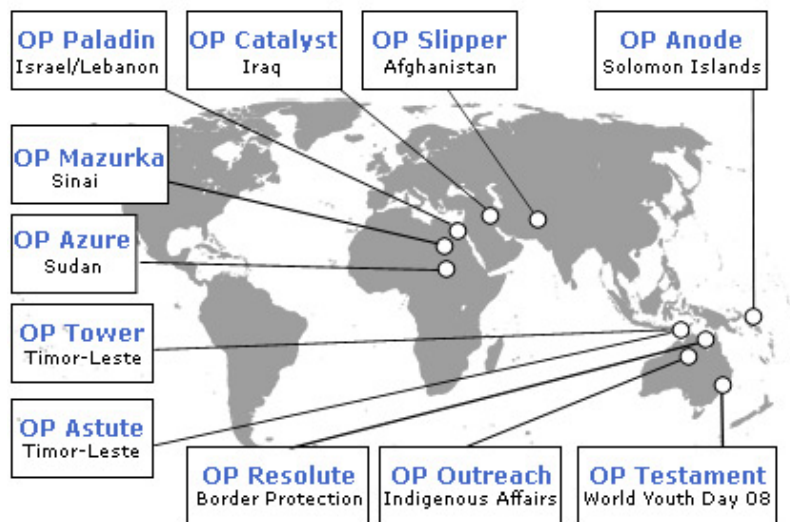 OP Paladin
Israel/Lebanon
OP Catalyst
Iraq
OP Slipper
Afghanistan
OP Anode
Solomon Islands
OP Mazurka
Sinai
OP Azure
Sudan
OP Tower
Timor-Leste
OP Astute
Timor-Leste
OP Resolute
Border Protection
OP Outreach
Indigenous Affairs
OP Testament
World Youth Day 08